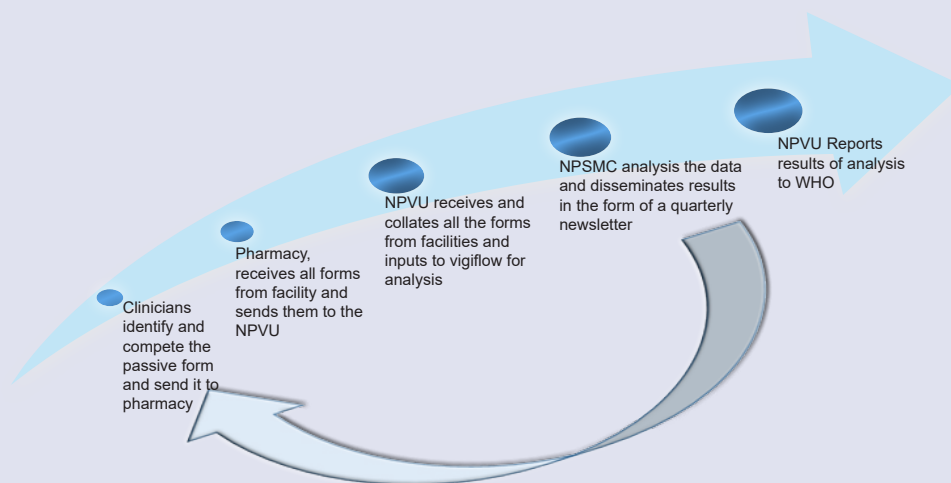 Clinicians
identify and
compete the
passive form
and send it to
pharmacy
Pharmacy,
receives all forms
from facility and
sends them to the
NPVU
NPVU receives and
collates all the forms
from facilities and
inputs to vigiflow for
analysis
NPSMC analysis the data
and disseminates results
in the form of a quarterly
newsletter
NPVU Reports
results of analysis
to WHO